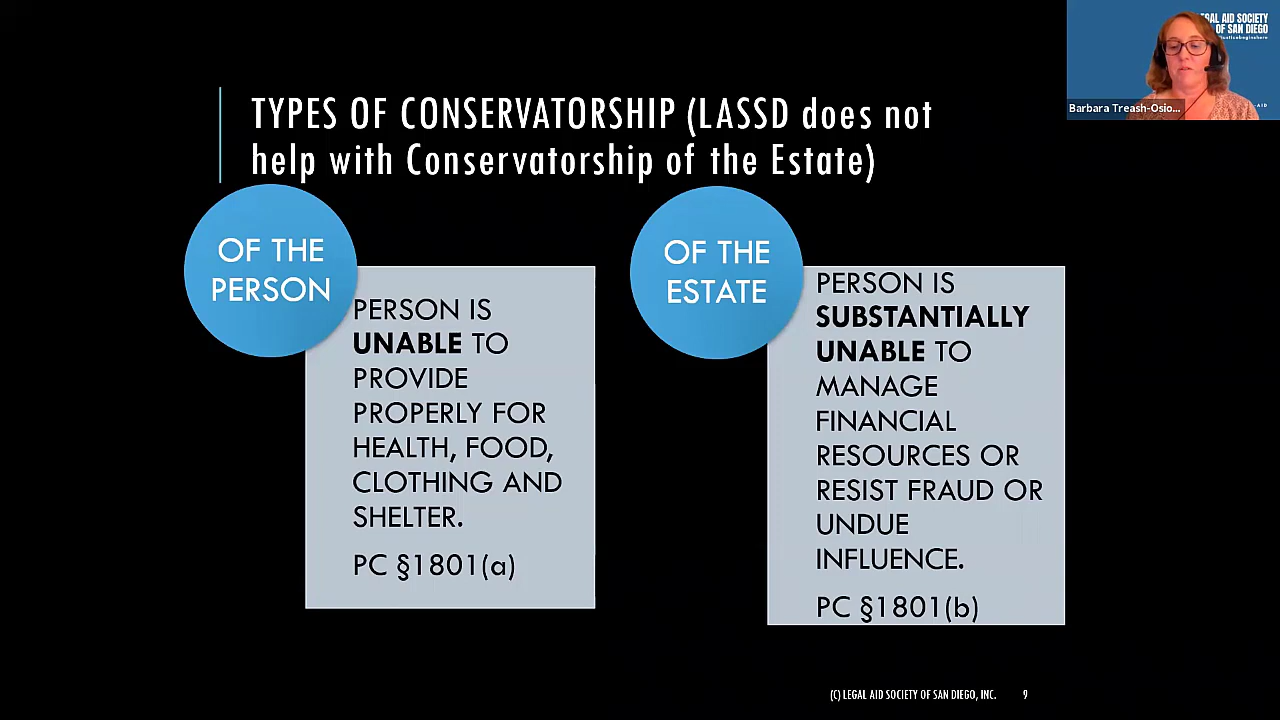 TYPES OF CONSERVATORSHIP (LASSD does not
help with Conservatorship of the Estate)
OF THE
PERSON
PERSON IS
UNABLE TO
PROVIDE
PROPERLY FOR
HEALTH, FOOD,
CLOTHING AND
SHELTER.
PC §1801(a)
OF THE
ESTATE
PERSON IS
SUBSTANTIALLY
UNABLE TO
MANAGE
FINANCIAL
RESOURCES OR
RESIST FRAUD OR
UNDUE
INFLUENCE.
PC §1801(b)
(C) LEGAL AID SOCIETY OF SAN DIEGO, INC.
9
AID SOCIETY
OF SAN DIEGO
Barbara Treash-Osio...